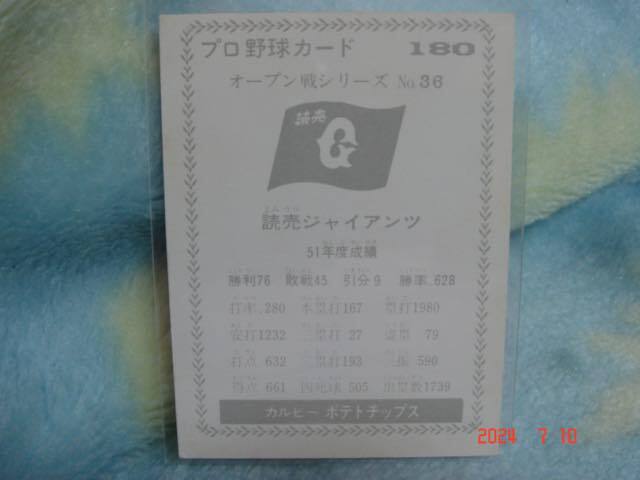 プロ野球カード 180
オープン戦シリーズ No.36
読売 G
読売ジャイアンツ
51年度成績
勝利76 敗戦45 引分9 勝率.628
打率.280 本塁打167 塁打1980
安打1232 三塁打27 盗塁79
打点632 二塁打193 三振590
得点661 四死球505 出塁数1739
カルビー ポテトチップス
2024 7 10